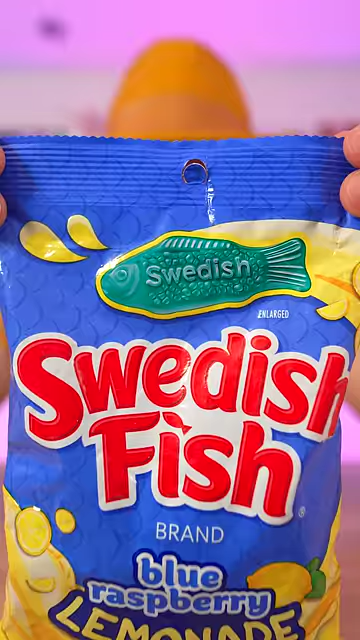 Swedish
ENLARGED
Swedish
Fish®
BRAND
blue
raspberry
LEMONADE